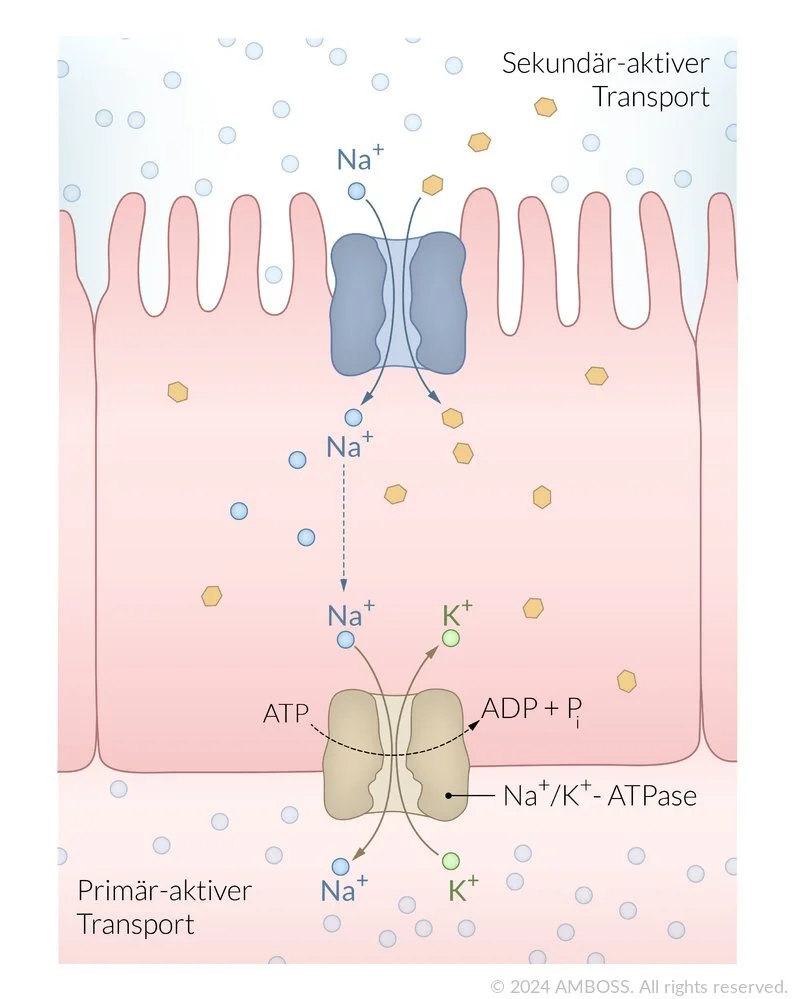 Sekundär-aktiver
Transport
Na⁺
Na⁺
Na⁺
K⁺
ATP
ADP + Pᵢ
Na⁺/K⁺- ATPase
Na⁺
K⁺
Primär-aktiver
Transport
© 2024 AMBOSS. All rights reserved.